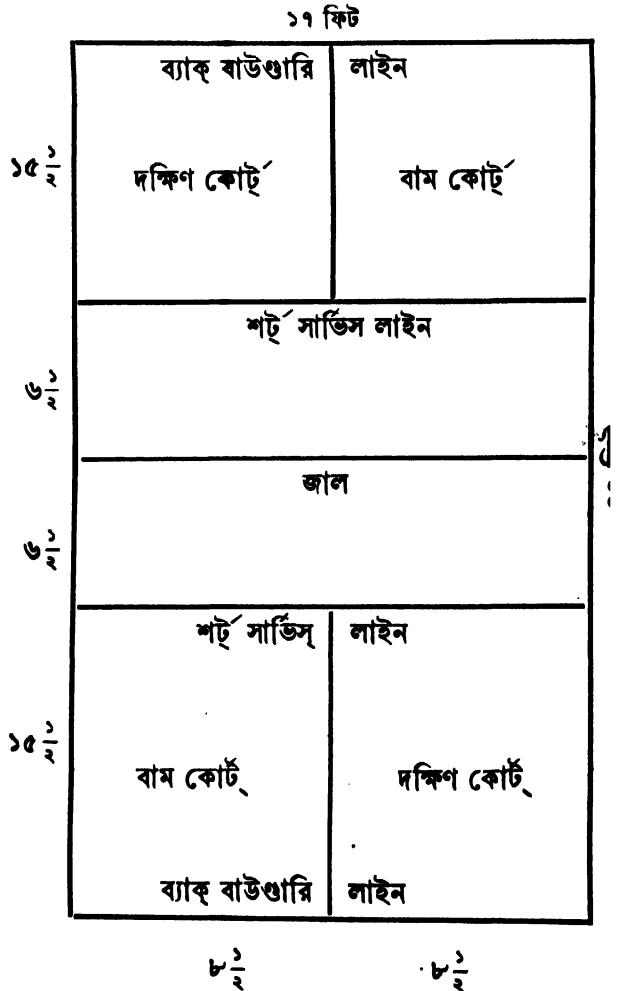 ১৭ ফিট
ব্যাক্ বাউণ্ডারি লাইন
১৫ ১/২
দক্ষিণ কোর্ট্ বাম কোর্ট্
শর্ট্ সার্ভিস লাইন
৬ ১/২
জাল
৬ ১/২
শর্ট্ সার্ভিস্ লাইন
১৫ ১/২
বাম কোর্ট্ দক্ষিণ কোর্ট্
ব্যাক্ বাউণ্ডারি লাইন
৮ ১/২ ৮ ১/২